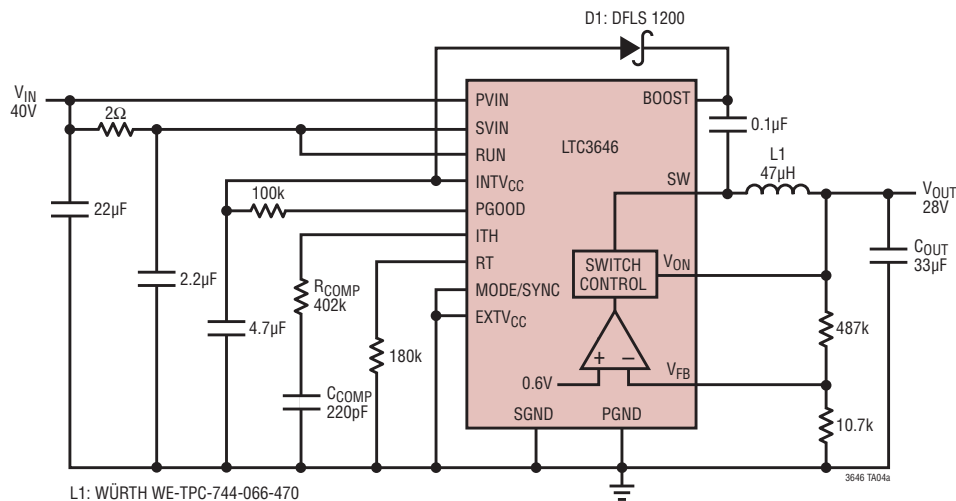 D1: DFLS 1200
V_IN
40V
2Ω
22µF
2.2µF
100k
4.7µF
R_COMP
402k
C_COMP
220pF
180k
PVIN
SVIN
RUN
INTV_CC
PGOOD
ITH
RT
MODE/SYNC
EXTV_CC
LTC3646
BOOST
SW
SWITCH
CONTROL
V_ON
+
–
0.6V
V_FB
SGND
PGND
0.1µF
L1
47µH
V_OUT
28V
C_OUT
33µF
487k
10.7k
3646 TA04a
L1: WÜRTH WE-TPC-744-066-470